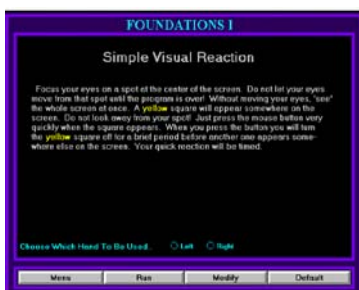 FOUNDATIONS I
Simple Visual Reaction
Focus your eyes on a spot at the center of the screen. Do not let your eyes
move from that spot until the program is over! Without moving your eyes, "see"
the whole screen at once. A yellow square will appear somewhere on the
screen. Do not look away from your spot! Just press the mouse button very
quickly when the square appears. When you press the button you will turn
the yellow square off for a brief period before another one appears some-
where else on the screen. Your quick reaction will be timed.
Choose Which Hand To Be Used..
Left
Right
Menu
Run
Modify
Default